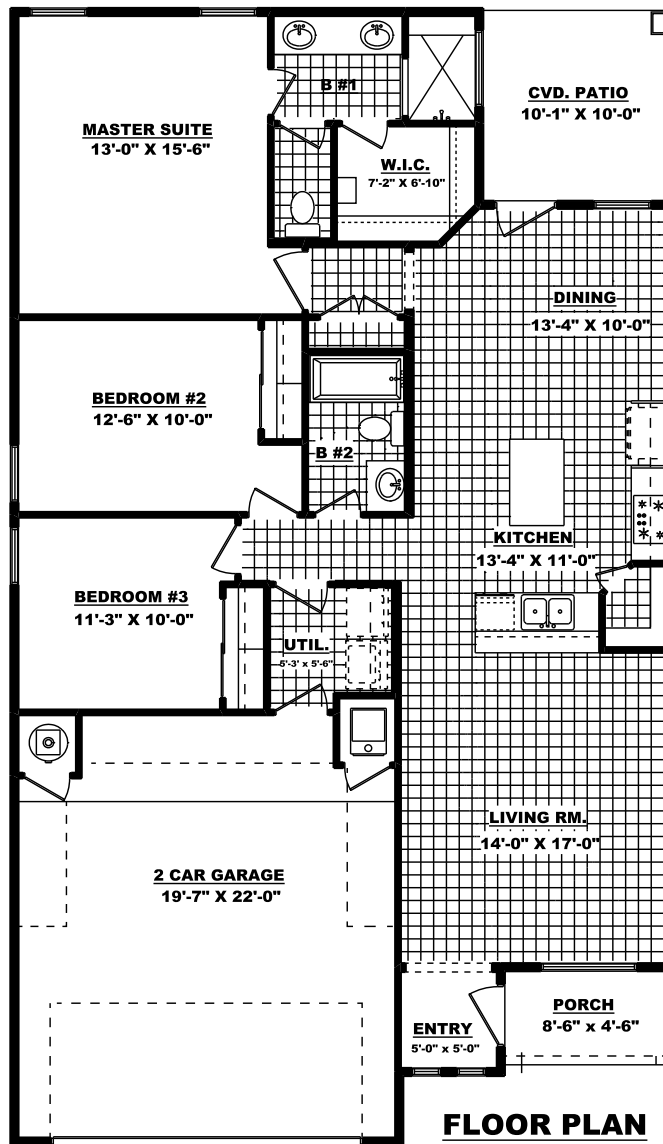 B #1
CVD. PATIO
10'-1" X 10'-0"
MASTER SUITE
13'-0" X 15'-6"
W.I.C.
7'-2" X 6'-10"
DINING
13'-4" X 10'-0"
BEDROOM #2
12'-6" X 10'-0"
B #2
KITCHEN
13'-4" X 11'-0"
BEDROOM #3
11'-3" X 10'-0"
UTIL.
5'-3' x 5'-6"
LIVING RM.
14'-0" X 17'-0"
2 CAR GARAGE
19'-7" X 22'-0"
PORCH
8'-6" x 4'-6"
ENTRY
5'-0" x 5'-0"
FLOOR PLAN